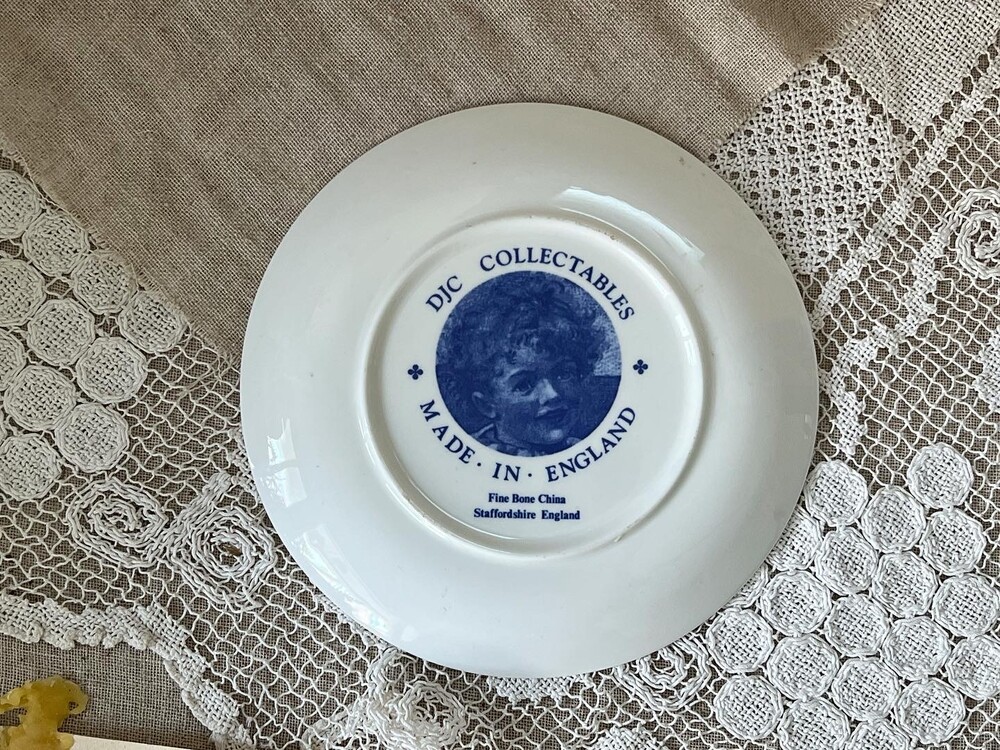 DJC COLLECTABLES
MADE · IN · ENGLAND
Fine Bone China
Staffordshire England